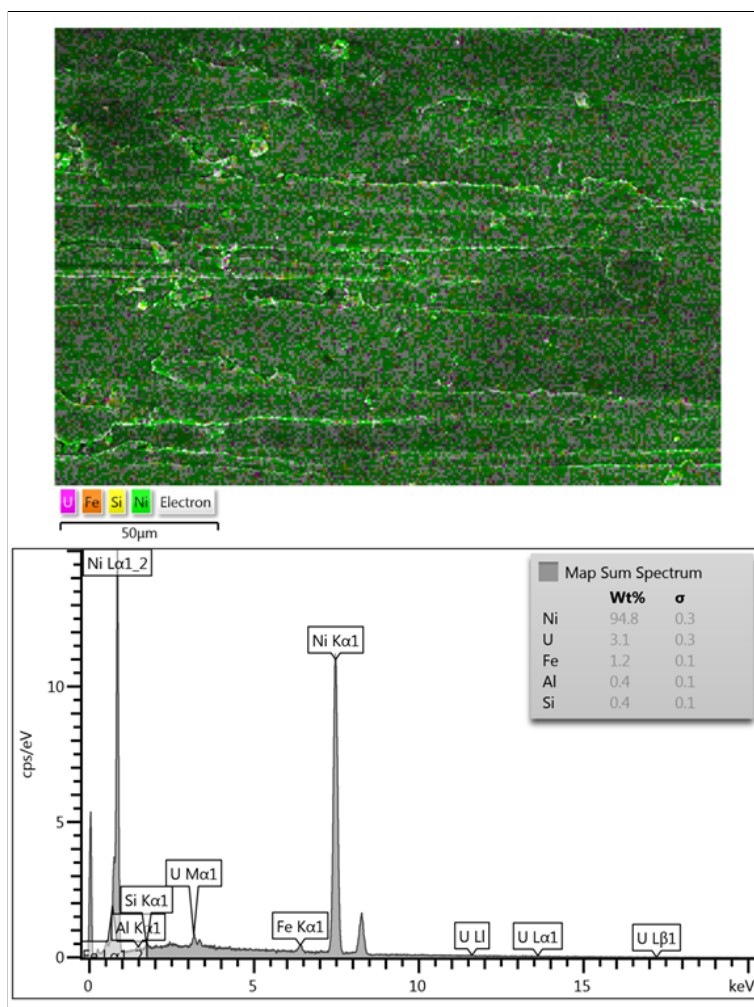 U Fe Si Ni Electron
50μm
Ni Lα1_2
Map Sum Spectrum
Wt% σ
Ni 94.8 0.3
U 3.1 0.3
Fe 1.2 0.1
Al 0.4 0.1
Si 0.4 0.1
Ni Kα1
10
cps/eV
5
U Mα1
Si Kα1
Al Kα1
Fe Kα1
U Ll
U Lα1
U Lβ1
0
0 5 10 15 keV